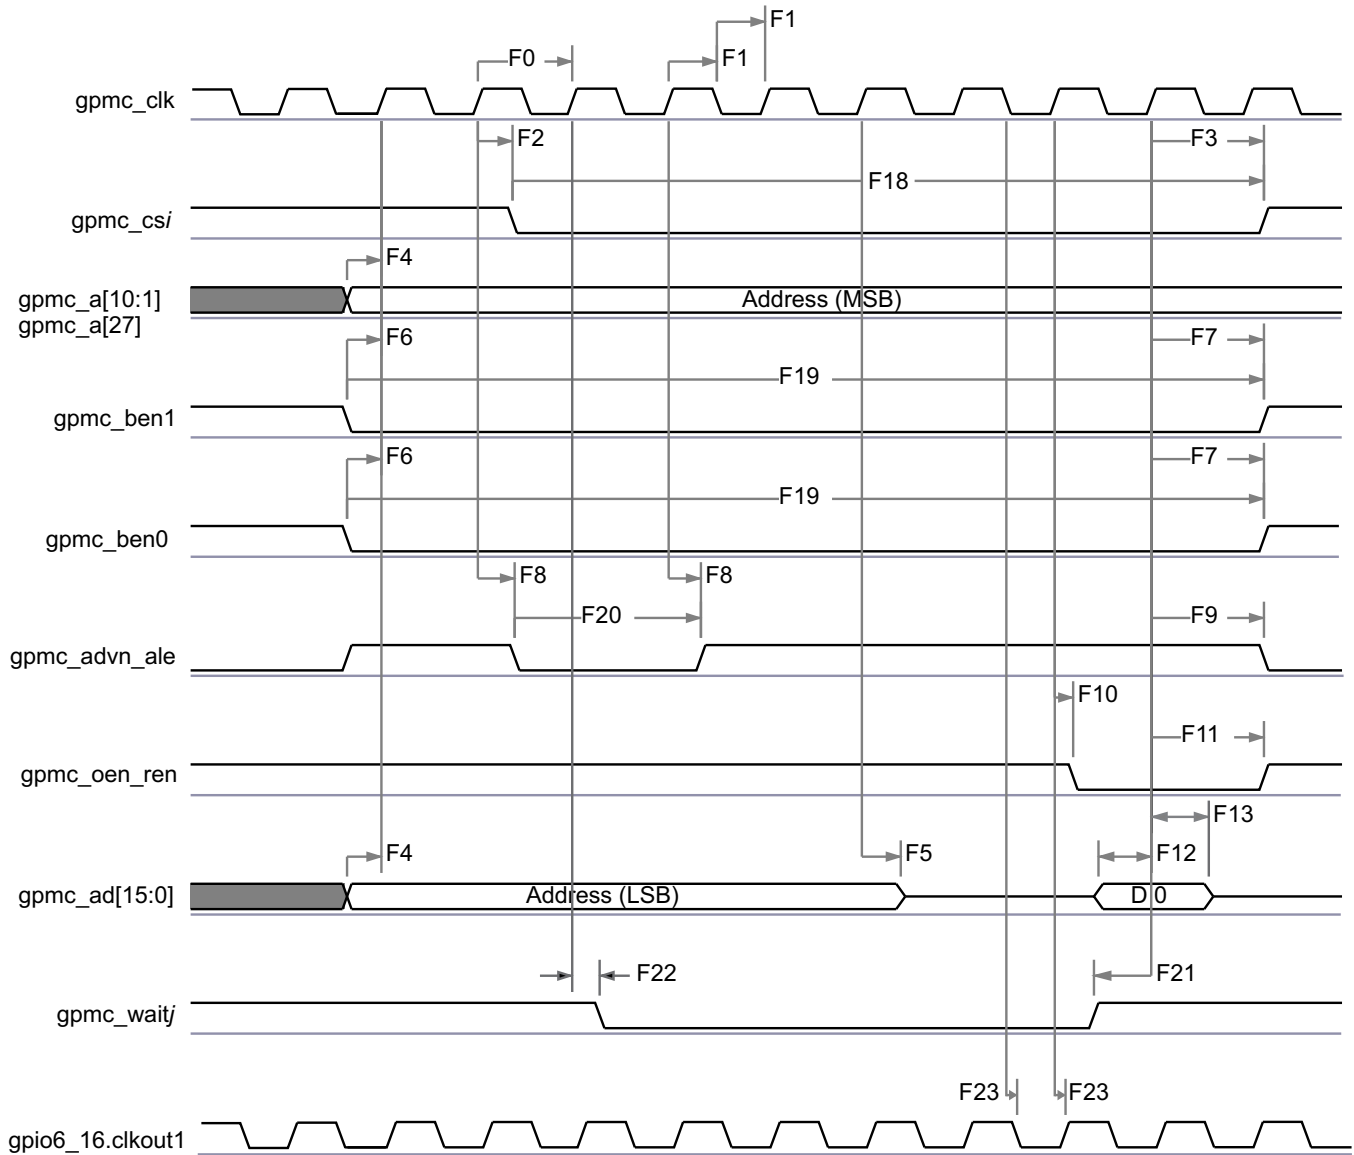 F1
F0
F1
gpmc_clk
F2
F3
F18
gpmc_csi
F4
gpmc_a[10:1]
Address (MSB)
gpmc_a[27]
F6
F7
F19
gpmc_ben1
F6
F7
F19
gpmc_ben0
F8
F8
F20
F9
gpmc_advn_ale
F10
F11
gpmc_oen_ren
F13
F4
F5
F12
gpmc_ad[15:0]
Address (LSB)
D 0
F22
F21
gpmc_waitj
F23
F23
gpio6_16.clkout1